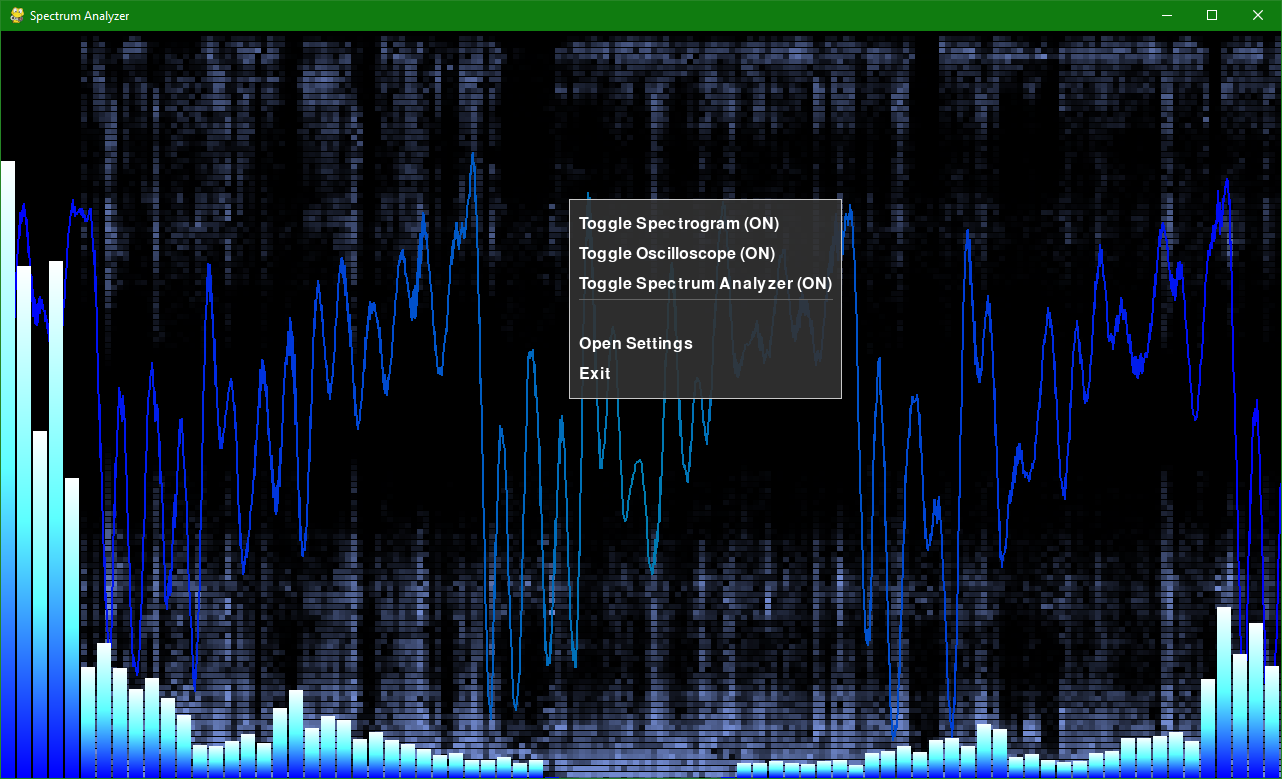 Spectrum Analyzer
Toggle Spectrogram (ON)
Toggle Oscilloscope (ON)
Toggle Spectrum Analyzer (ON)
Open Settings
Exit